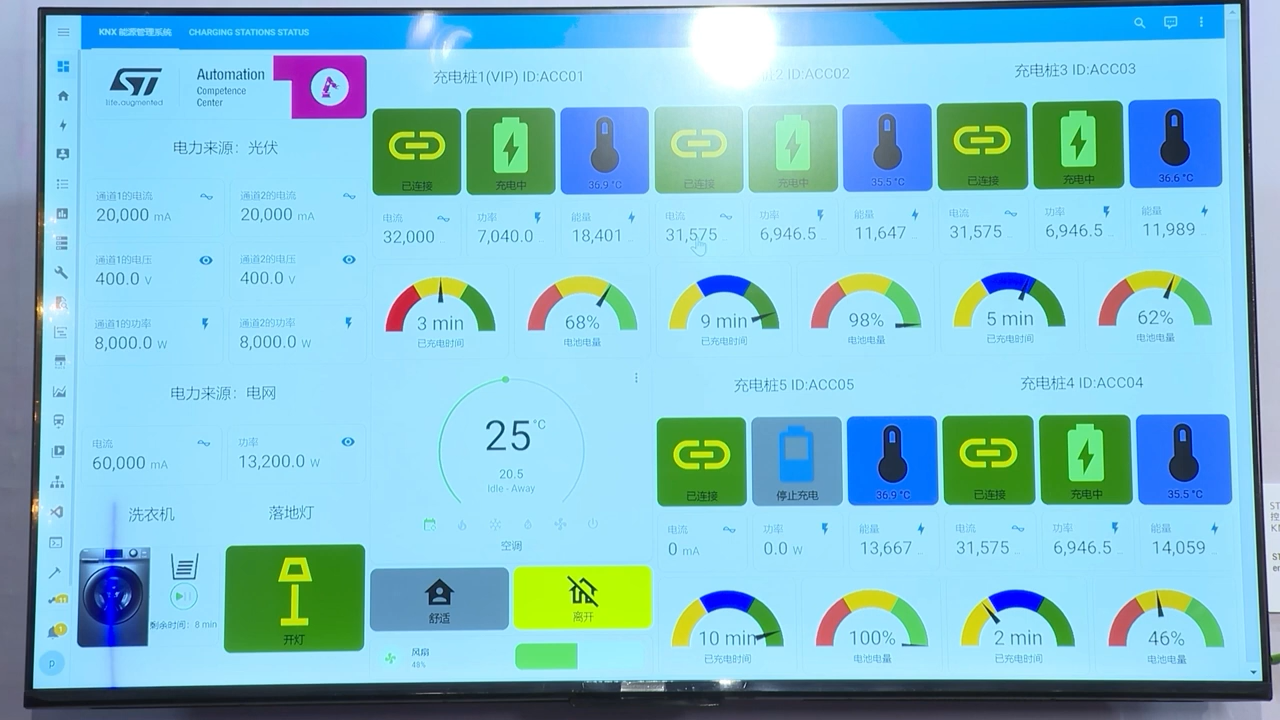 KNX 能源管理系统
CHARGING STATIONS STATUS
ST
life.augmented
Automation
Competence
Center
电力来源：光伏
通道1的电流
20,000 mA
通道2的电流
20,000 mA
通道1的电压
400.0 V
通道2的电压
400.0 V
通道1的功率
8,000.0 W
通道2的功率
8,000.0 W
电力来源：电网
电流
60,000 mA
功率
13,200.0 W
洗衣机
落地灯
剩余时间：8 min
开灯
充电桩1(VIP) ID:ACC01
已连接
充电中
36.9 °C
电流
32,000
功率
7,040.0
能量
18,401
3 min
已充电时间
68%
电池电量
2 ID:ACC02
已连接
充电中
35.5 °C
电流
31,575
功率
6,946.5
能量
11,647
9 min
已充电时间
98%
电池电量
充电桩3 ID:ACC03
已连接
充电中
36.6 °C
电流
31,575
功率
6,946.5
能量
11,989
5 min
已充电时间
62%
电池电量
25 °C
20.5
Idle - Away
空调
舒适
离开
风扇
48%
充电桩5 ID:ACC05
已连接
停止充电
36.9 °C
电流
0 mA
功率
0.0 W
能量
13,667
10 min
已充电时间
100%
电池电量
充电桩4 ID:ACC04
已连接
充电中
35.5 °C
电流
31,575
功率
6,946.5
能量
14,059
2 min
已充电时间
46%
电池电量
p